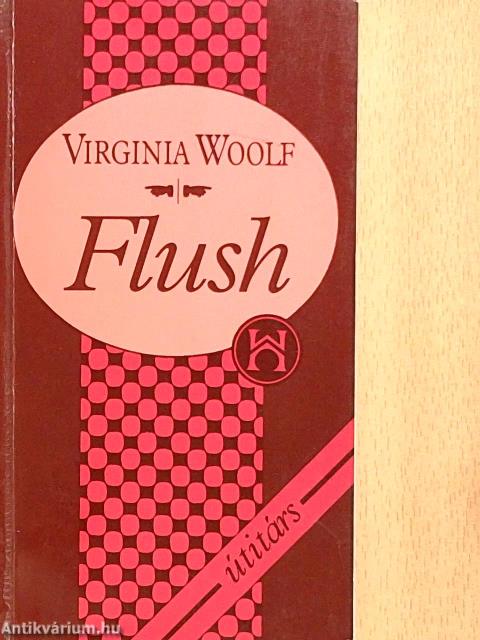 VIRGINIA WOOLF
Flush
útitárs
Antikvárium.hu